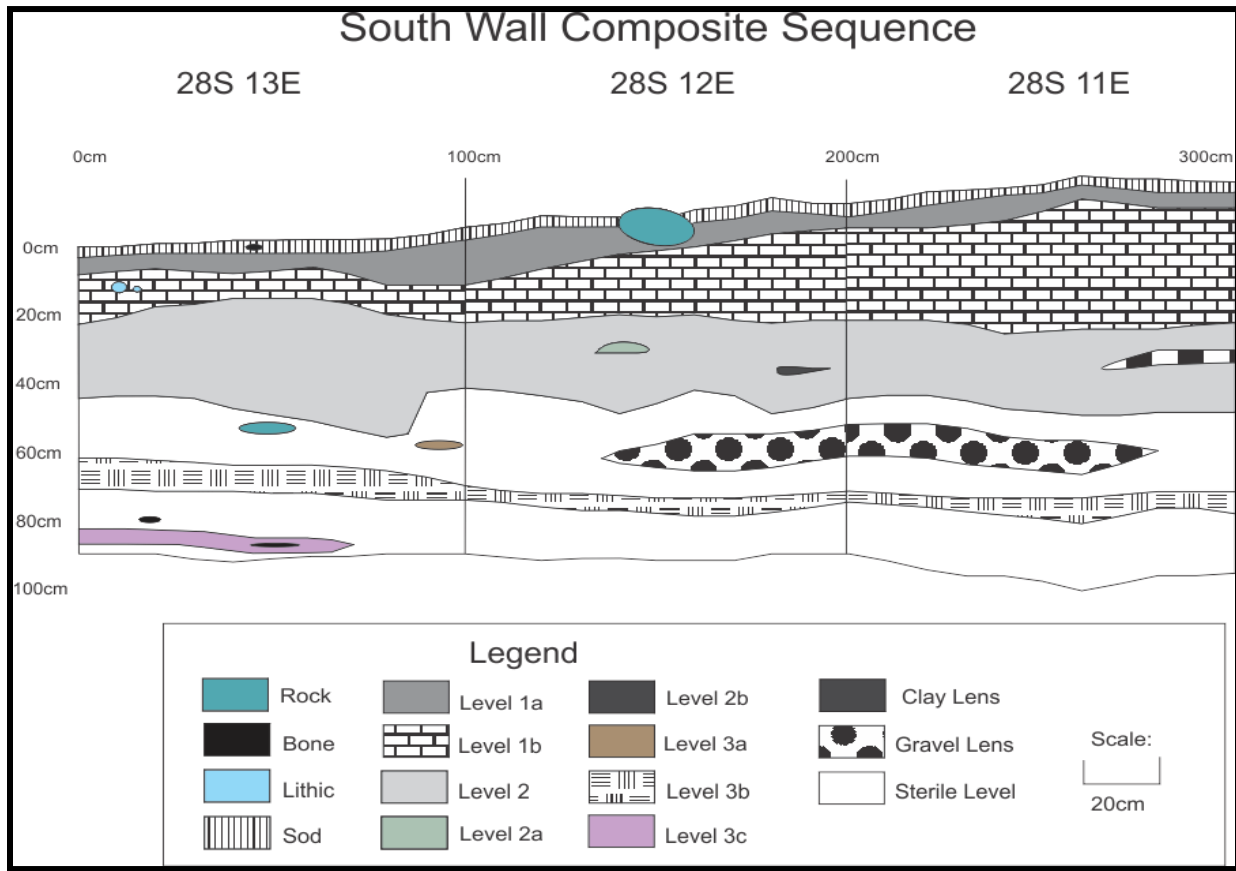 South Wall Composite Sequence
28S 13E 28S 12E 28S 11E
0cm 100cm 200cm 300cm
0cm
20cm
40cm
60cm
80cm
100cm
Legend
Rock Level 1a Level 2b Clay Lens
Bone Level 1b Level 3a Gravel Lens Scale:
Lithic Level 2 Level 3b Sterile Level 20cm
Sod Level 2a Level 3c